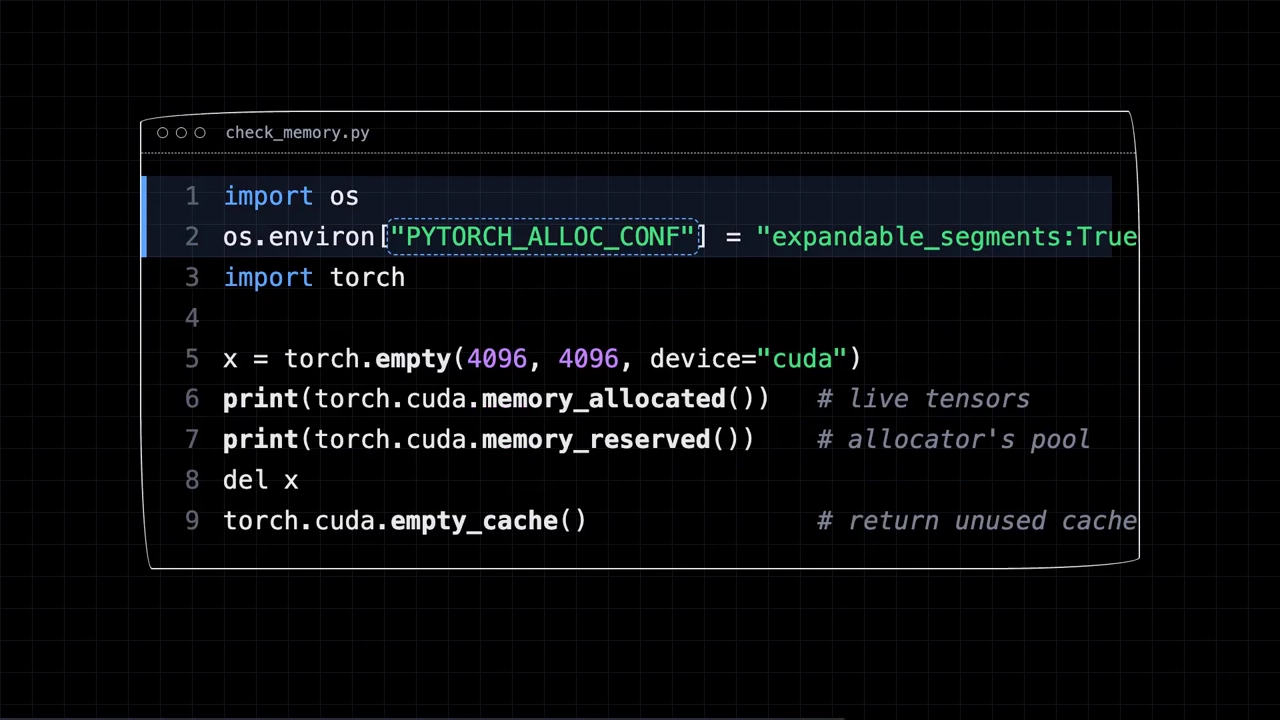 check_memory.py
1 import os
2 os.environ["PYTORCH_ALLOC_CONF"] = "expandable_segments:True
3 import torch
4
5 x = torch.empty(4096, 4096, device="cuda")
6 print(torch.cuda.memory_allocated())   # live tensors
7 print(torch.cuda.memory_reserved())    # allocator's pool
8 del x
9 torch.cuda.empty_cache()               # return unused cache